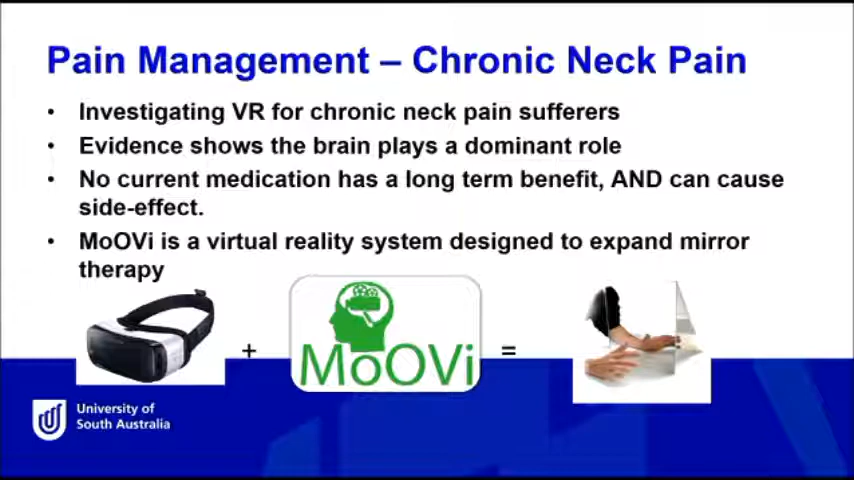 Pain Management – Chronic Neck Pain
• Investigating VR for chronic neck pain sufferers
• Evidence shows the brain plays a dominant role
• No current medication has a long term benefit, AND can cause
side-effect.
• MoOVi is a virtual reality system designed to expand mirror
therapy
+ MoOVi =
University of
South Australia